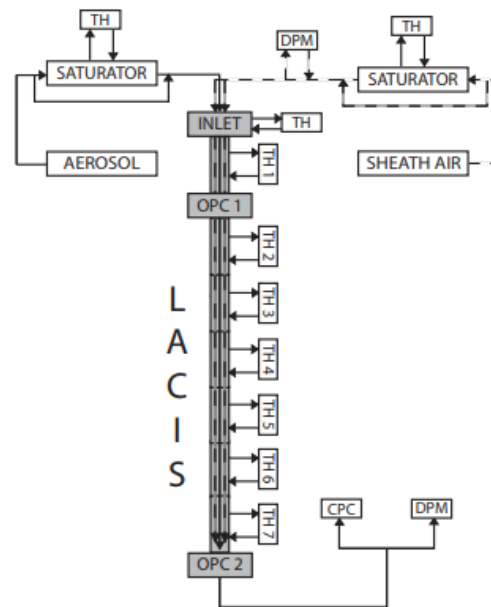 TH
TH
DPM
SATURATOR
SATURATOR
INLET
TH
AEROSOL
SHEATH AIR
TH 1
OPC 1
TH 2
TH 3
TH 4
TH 5
TH 6
TH 7
LACIS
CPC
DPM
OPC 2